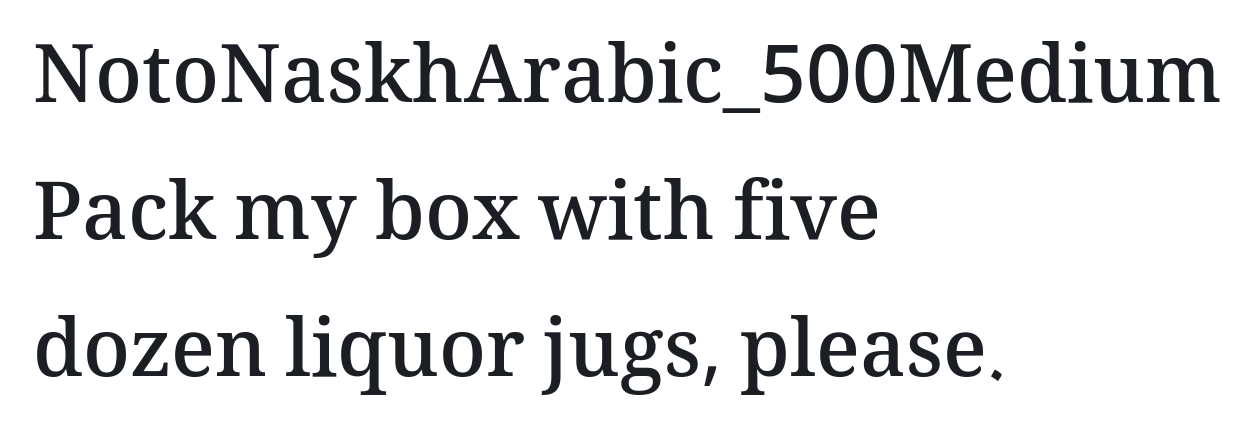 NotoNaskhArabic_500Medium
Pack my box with five
dozen liquor jugs, please.